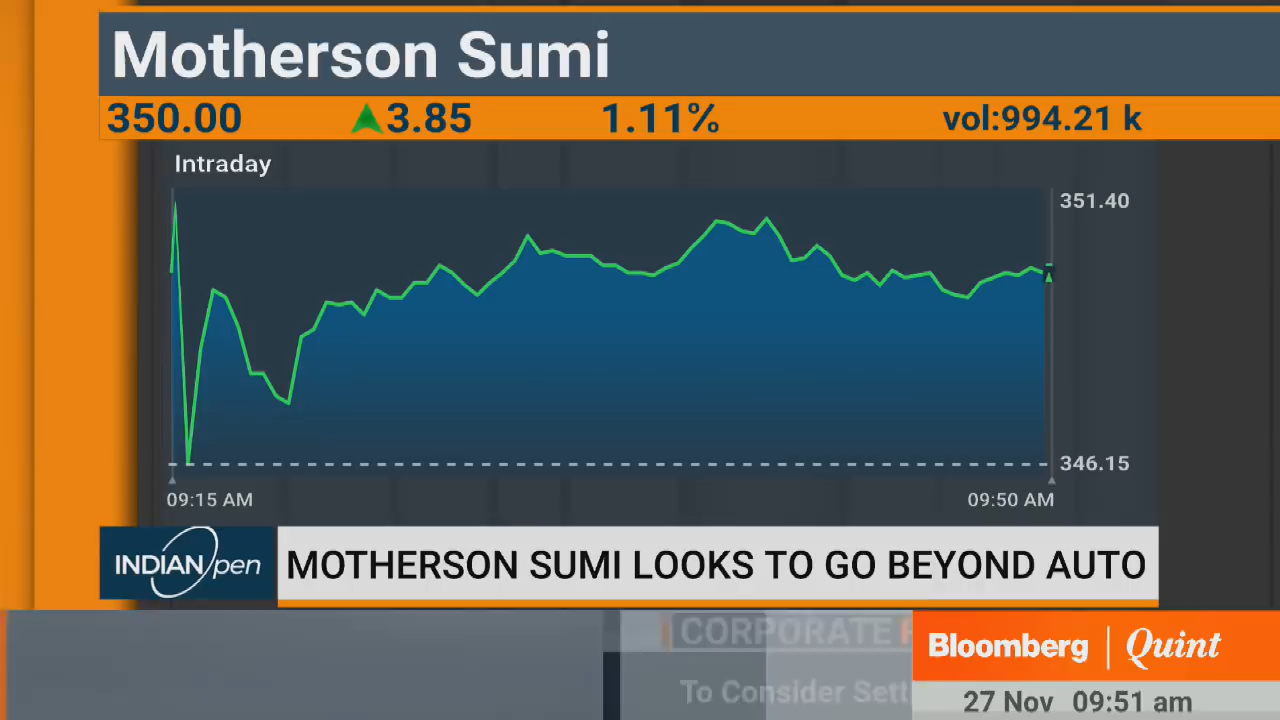 Motherson Sumi
350.00 ▲3.85 1.11% vol:994.21 k
Intraday
351.40
346.15
09:15 AM 09:50 AM
INDIAN Open MOTHERSON SUMI LOOKS TO GO BEYOND AUTO
CORPORATE
To Consider
Bloomberg | Quint
27 Nov 09:51 am